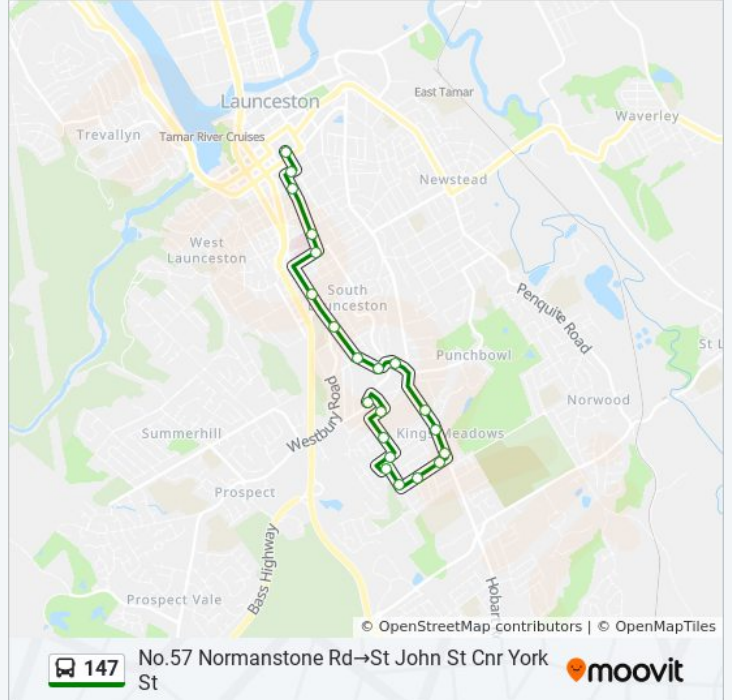 Launceston
East Tamar
Waverley
Trevallyn
Tamar River Cruises
Newstead
West
Launceston
South
Launceston
Penquite Road
Punchbowl
St L
Westbury Road
Norwood
Summerhill
Kings Meadows
Prospect
Bass Highway
Hobar
Prospect Vale
© OpenStreetMap contributors | © OpenMapTiles
147
No.57 Normanstone Rd→St John St Cnr York
St
moovit